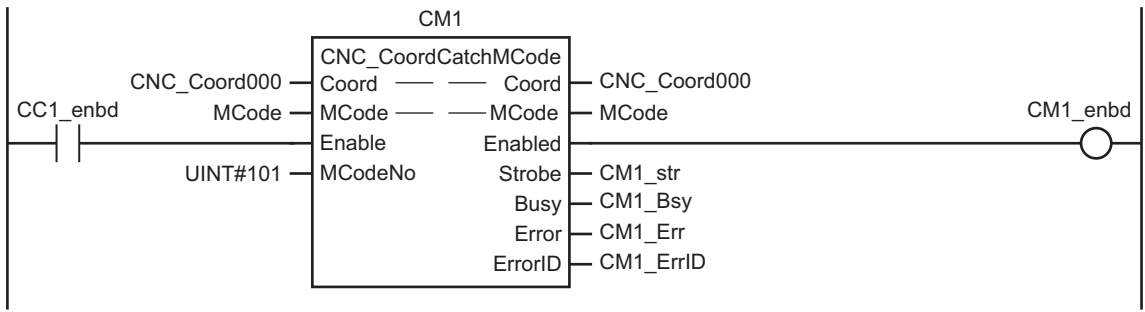 CM1
CNC_CoordCatchMCode
CNC_Coord000 Coord Coord CNC_Coord000
CC1_enbd MCode MCode MCode MCode CM1_enbd
Enable Enabled
UINT#101 MCodeNo Strobe CM1_str
Busy CM1_Bsy
Error CM1_Err
ErrorID CM1_ErrID